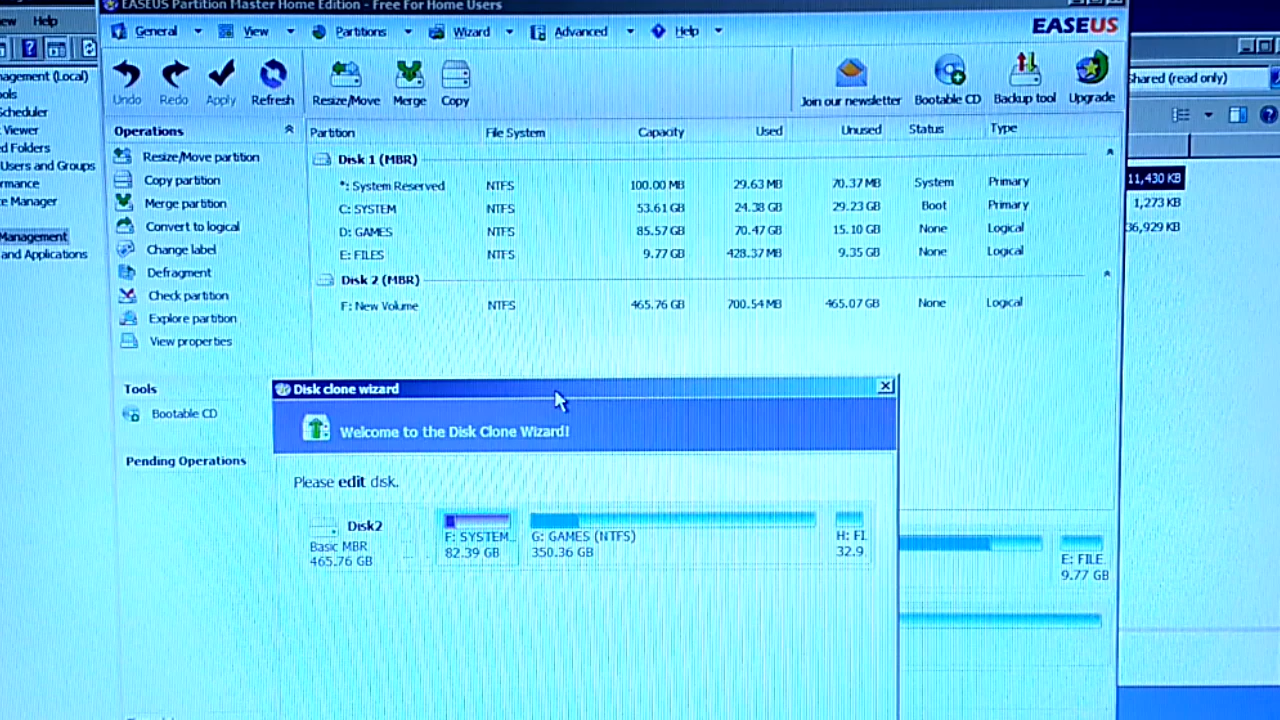 EASEUS Partition Master Home Edition - Free For Home Users
Help
General View Partitions Wizard Advanced Help
EASEUS
Undo Redo Apply Refresh Resize/Move Merge Copy
Join our newsletter Bootable CD Backup tool Upgrade
Shared (read only)
nagement (Local)
Scheduler
Viewer
Users and Groups
Management
and Applications
Operations
Resize/Move partition
Copy partition
Merge partition
Convert to logical
Change label
Defragment
Check partition
Explore partition
View properties
Tools
Bootable CD
Pending Operations
Partition File System Capacity Used Unused Status Type
Disk 1 (MBR)
*: System Reserved NTFS 100.00 MB 29.63 MB 70.37 MB System Primary
C: SYSTEM NTFS 53.61 GB 24.38 GB 29.23 GB Boot Primary
D: GAMES NTFS 85.57 GB 70.47 GB 15.10 GB None Logical
E: FILES NTFS 9.77 GB 428.37 MB 9.35 GB None Logical
Disk 2 (MBR)
F: New Volume NTFS 465.76 GB 700.54 MB 465.07 GB None Logical
11,430 KB
1,273 KB
36,929 KB
Disk clone wizard
Welcome to the Disk Clone Wizard!
Please edit disk.
Disk2
Basic MBR
465.76 GB
F: SYSTEM...
82.39 GB
G: GAMES (NTFS)
350.36 GB
H: FI
32.9
E: FILE
9.77 GB